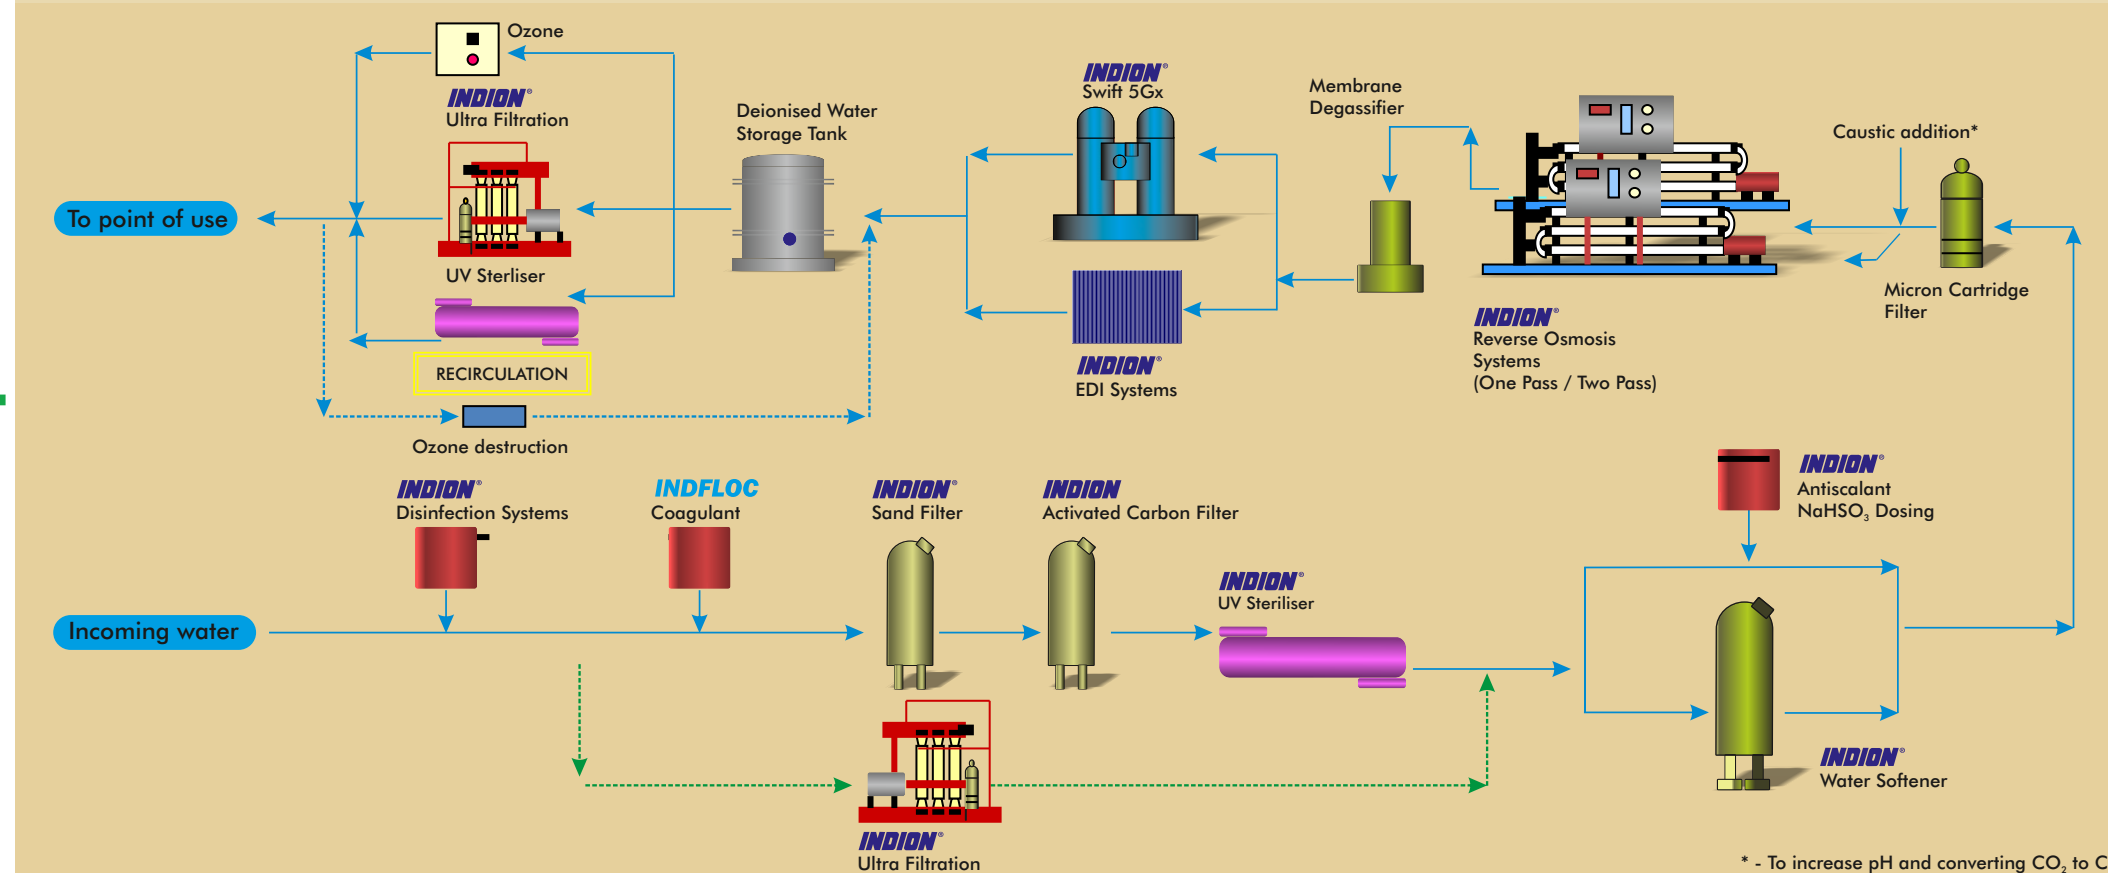 Ozone
INDION®
Ultra Filtration
UV Sterliser
To point of use
RECIRCULATION
Ozone destruction
Deionised Water
Storage Tank
INDION®
Swift 5Gx
INDION®
EDI Systems
Membrane
Degassifier
INDION®
Reverse Osmosis
Systems
(One Pass / Two Pass)
Caustic addition*
Micron Cartridge
Filter
INDION®
Disinfection Systems
INDFLOC
Coagulant
INDION®
Sand Filter
INDION
Activated Carbon Filter
INDION®
UV Steriliser
INDION®
Antiscalant
NaHSO₃ Dosing
Incoming water
INDION®
Water Softener
INDION®
Ultra Filtration
* - To increase pH and converting CO₂ to C